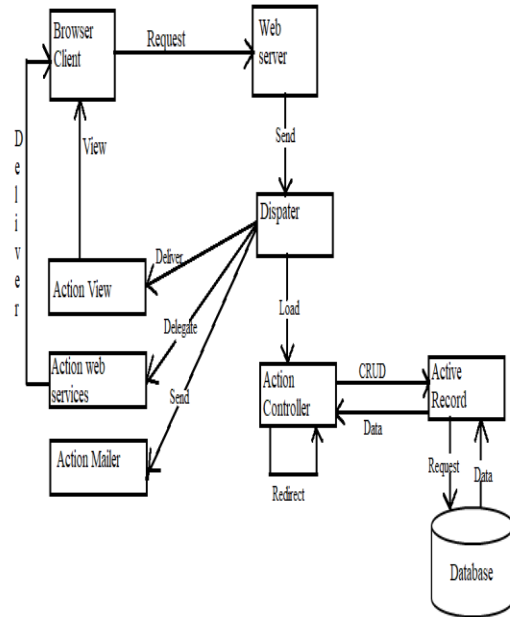 Browser
Client
Request
Web
server
Send
Deliver
View
Dispater
Deliver
Action View
Load
Delegate
Action web
services
Send
Action Mailer
Action
Controller
CRUD
Data
Active
Record
Redirect
Request
Data
Database